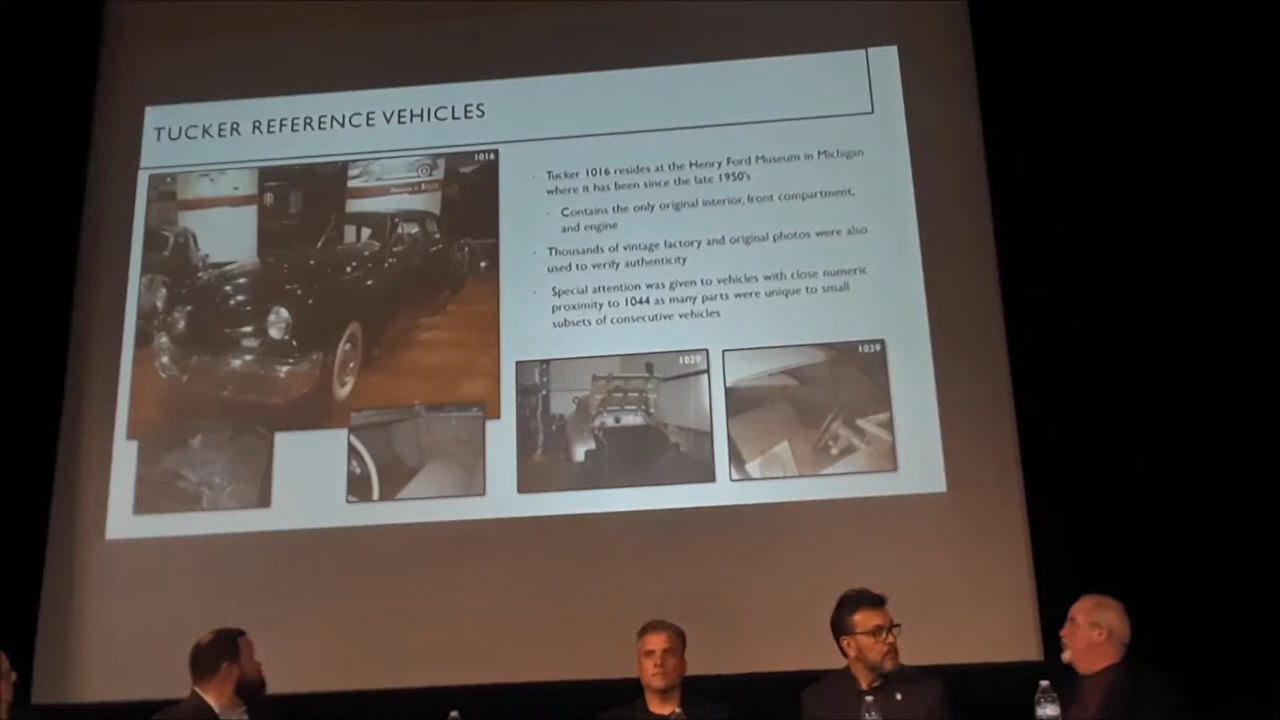 TUCKER REFERENCE VEHICLES
1016
Tucker 1016 resides at the Henry Ford Museum in Michigan
where it has been since the late 1950's
Contains the only original interior, front compartment,
and engine
Thousands of vintage factory and original photos were also
used to verify authenticity
Special attention was given to vehicles with close numeric
proximity to 1044 as many parts were unique to small
subsets of consecutive vehicles
1039
1039